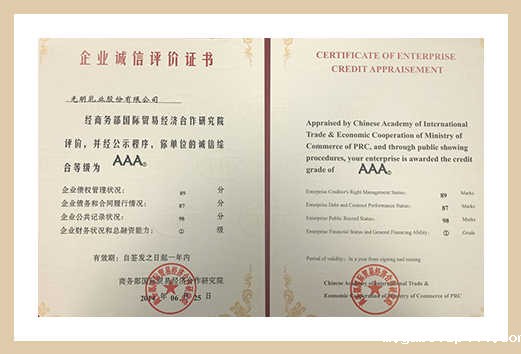 企业诚信评价证书
光明乳业股份有限公司
经商务部国际贸易经济合作研究院
评价,并经公示程序,你单位的诚信综
合等级为 AAA。
企业债权管理状况: 89 分
企业债务和合同履行情况: 87 分
企业公共记录状况: 98 分
企业财务状况和总融资能力: ② 级
有效期:自签发之日起一年内
商务部国际贸易经济合作研究院
06 25
CERTIFICATE OF ENTERPRISE
CREDIT APPRAISEMENT
Appraised by Chinese Academy of International
Trade & Economic Cooperation of Ministry of
Commerce of PRC, and through public showing
procedures, your enterprise is awarded the credit
grade of AAA。
Enterprise Creditor's Right Management Status: 89 Marks
Enterprise Debt and Contract Performance Status: 87 Marks
Enterprise Public Record Status: 98 Marks
Enterprise Financial Status and General Financing Ability: ② Grade
Period of validity: In a year from signing and issuing
Chinese Academy of International Trade &
Economic Cooperation of Ministry of Commerce of PRC